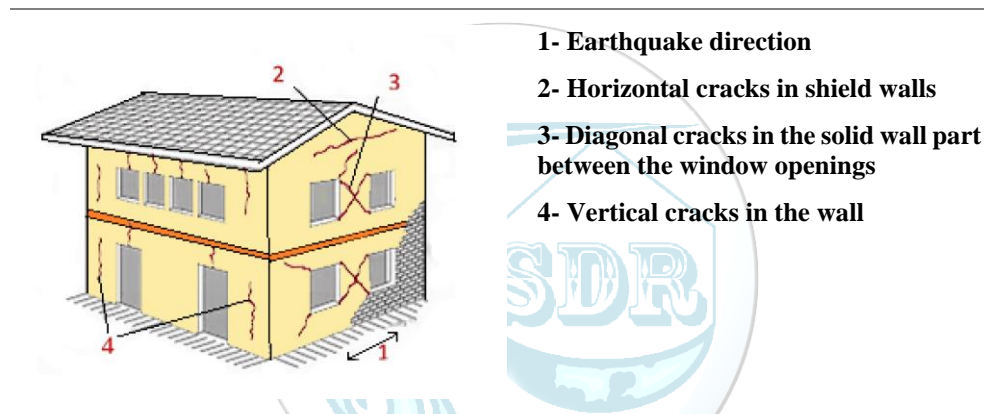 2
3
4
1
1- Earthquake direction
2- Horizontal cracks in shield walls
3- Diagonal cracks in the solid wall part
between the window openings
4- Vertical cracks in the wall
SDR